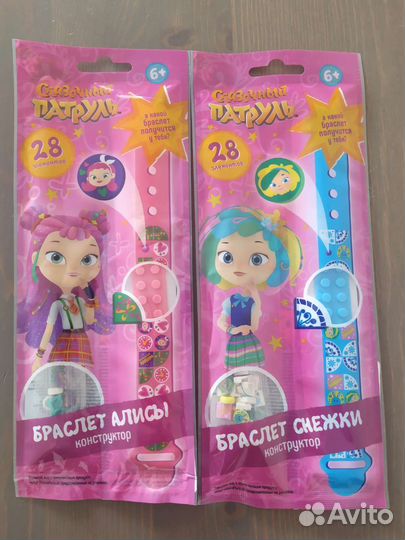 Сказочный
ПАТРУЛЬ
6+
А какой
браслет
получится
у тебя?
28
элементов
БРАСЛЕТ АЛИСЫ
конструктор
Сказочный
ПАТРУЛЬ
6+
А какой
браслет
получится
у тебя?
28
элементов
БРАСЛЕТ СНЕЖКИ
конструктор
Avito